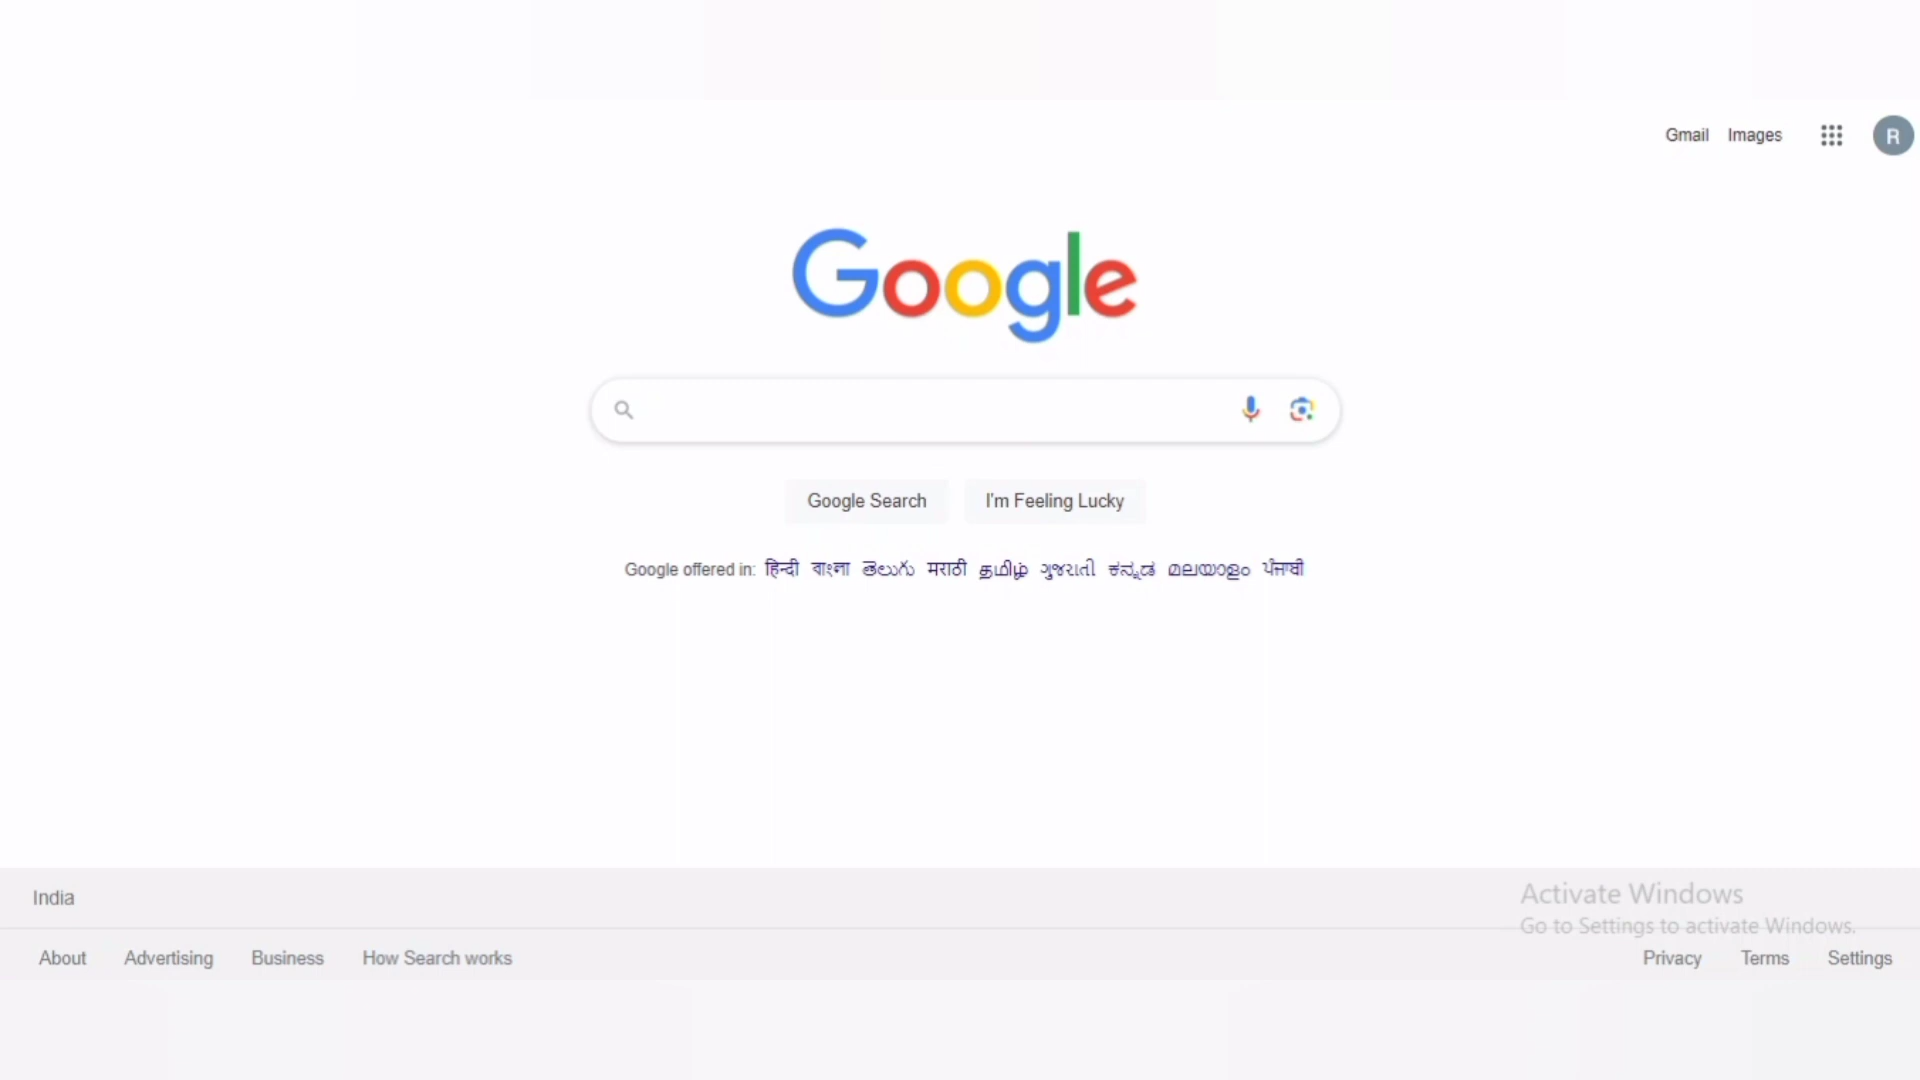 Gmail Images
R
Google
Google Search I'm Feeling Lucky
Google offered in: हिन्दी বাংলা తెలుగు मराठी தமிழ் ગુજરાતી ಕನ್ನಡ മലയാളം ਪੰਜਾਬੀ
India
Activate Windows
Go to Settings to activate Windows.
About Advertising Business How Search works Privacy Terms Settings